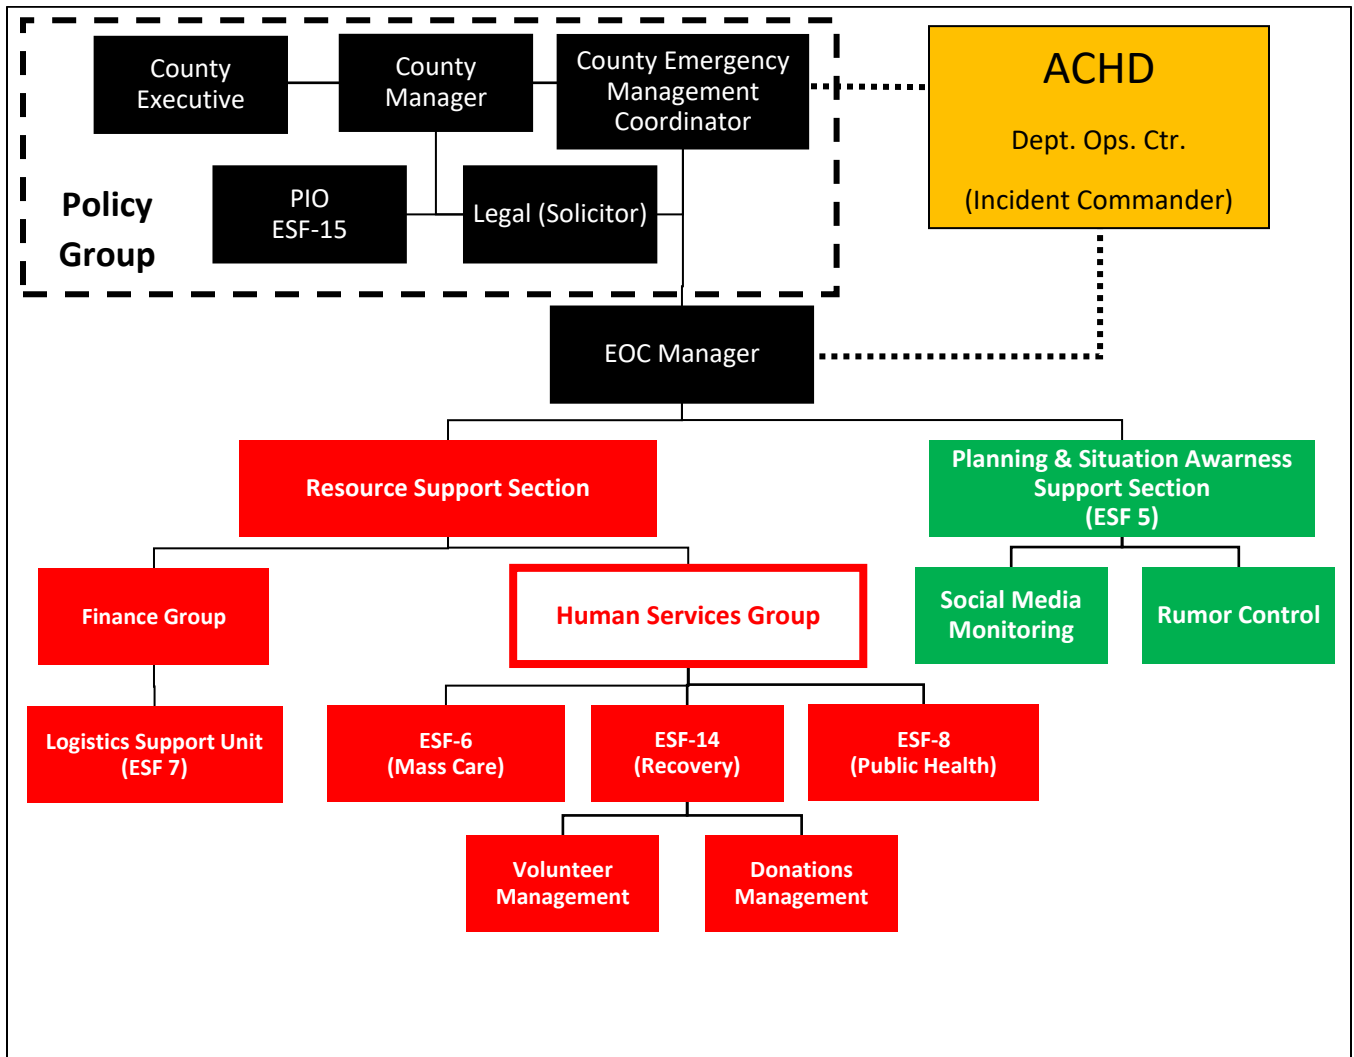 County
Executive
County
Manager
County Emergency
Management
Coordinator
ACHD
Dept. Ops. Ctr.
(Incident Commander)
Policy
Group
PIO
ESF-15
Legal (Solicitor)
EOC Manager
Resource Support Section
Planning & Situation Awarness
Support Section
(ESF 5)
Finance Group
Human Services Group
Social Media
Monitoring
Rumor Control
Logistics Support Unit
(ESF 7)
ESF-6
(Mass Care)
ESF-14
(Recovery)
ESF-8
(Public Health)
Volunteer
Management
Donations
Management